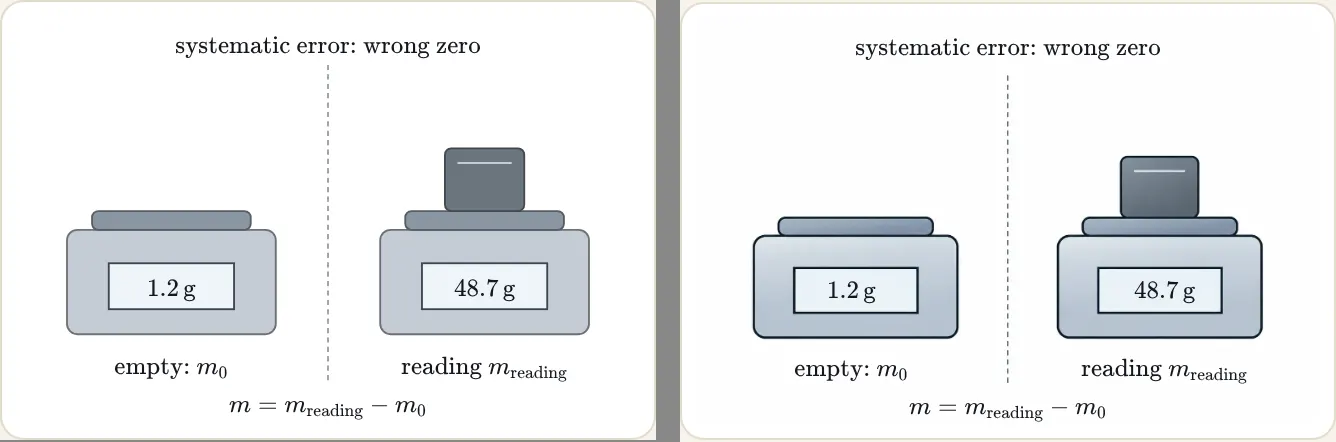 systematic error: wrong zero
1.2 g
48.7 g
empty: m₀
reading m_reading
m = m_reading − m₀
systematic error: wrong zero
1.2 g
48.7 g
empty: m₀
reading m_reading
m = m_reading − m₀